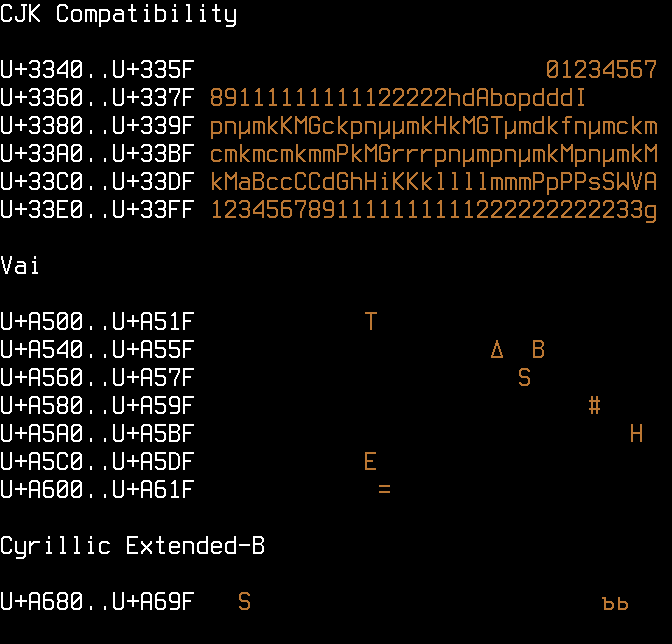 CJK Compatibility
U+3340..U+335F 01234567
U+3360..U+337F 89111111111122222hdAbopdddI
U+3380..U+339F pnµmkKMGckpnµµmkHkMGTµmdkfnµmckm
U+33A0..U+33BF cmkmcmkmmPkMGrrrpnµmpnµmkMpnµmkM
U+33C0..U+33DF kMaBccCCdGhHiKKkllllmmmPpPPsSWVA
U+33E0..U+33FF 1234567891111111111222222222233g
Vai
U+A500..U+A51F T
U+A540..U+A55F Δ B
U+A560..U+A57F S
U+A580..U+A59F #
U+A5A0..U+A5BF H
U+A5C0..U+A5DF E
U+A600..U+A61F =
Cyrillic Extended-B
U+A680..U+A69F S ъь